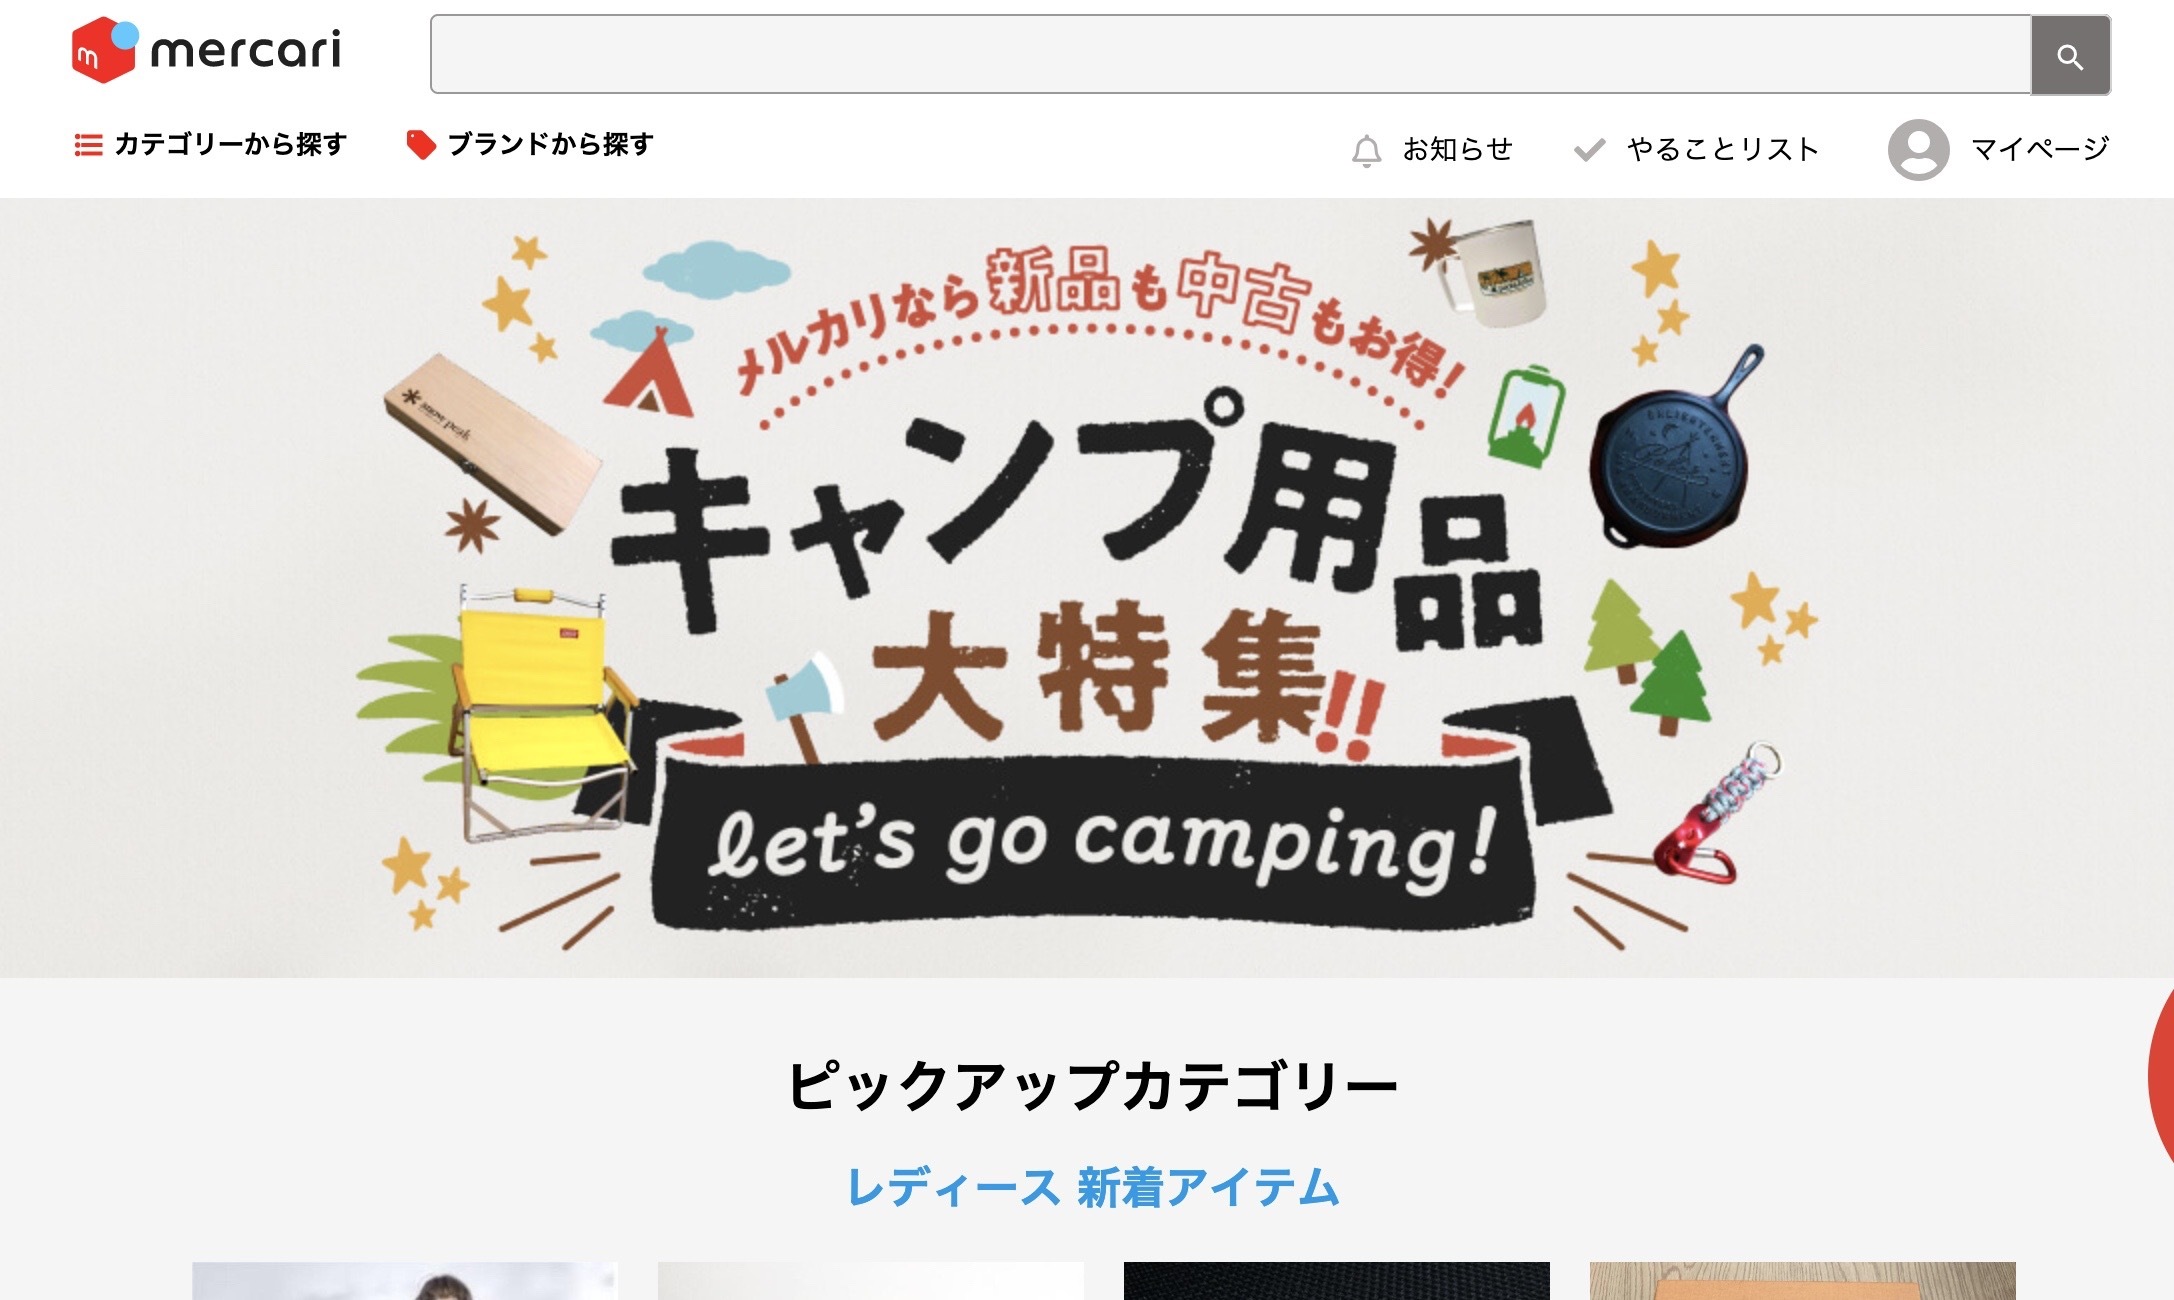 mercari
カテゴリーから探す
ブランドから探す
お知らせ
やることリスト
マイページ
メルカリなら新品も中古もお得!
snow peak
キャンプ用品
大特集!!
let's go camping!
ピックアップカテゴリー
レディース 新着アイテム